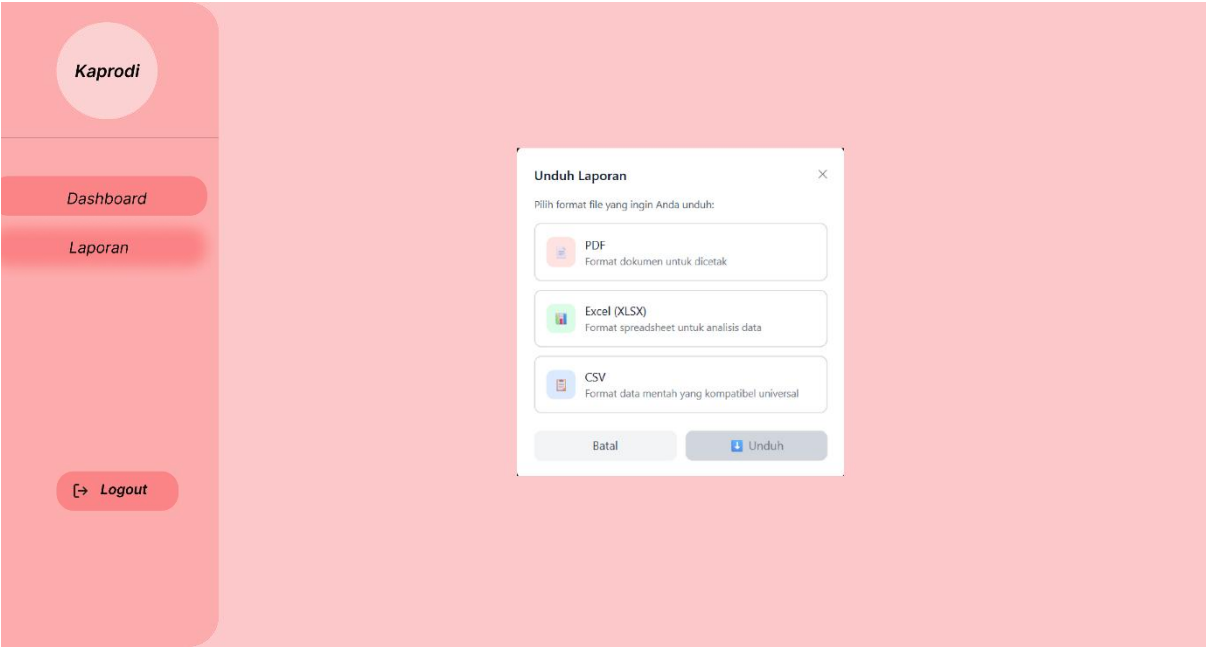 Kaprodi
Dashboard
Laporan
Logout
Unduh Laporan
Pilih format file yang ingin Anda unduh:
PDF
Format dokumen untuk dicetak
Excel (XLSX)
Format spreadsheet untuk analisis data
CSV
Format data mentah yang kompatibel universal
Batal
Unduh